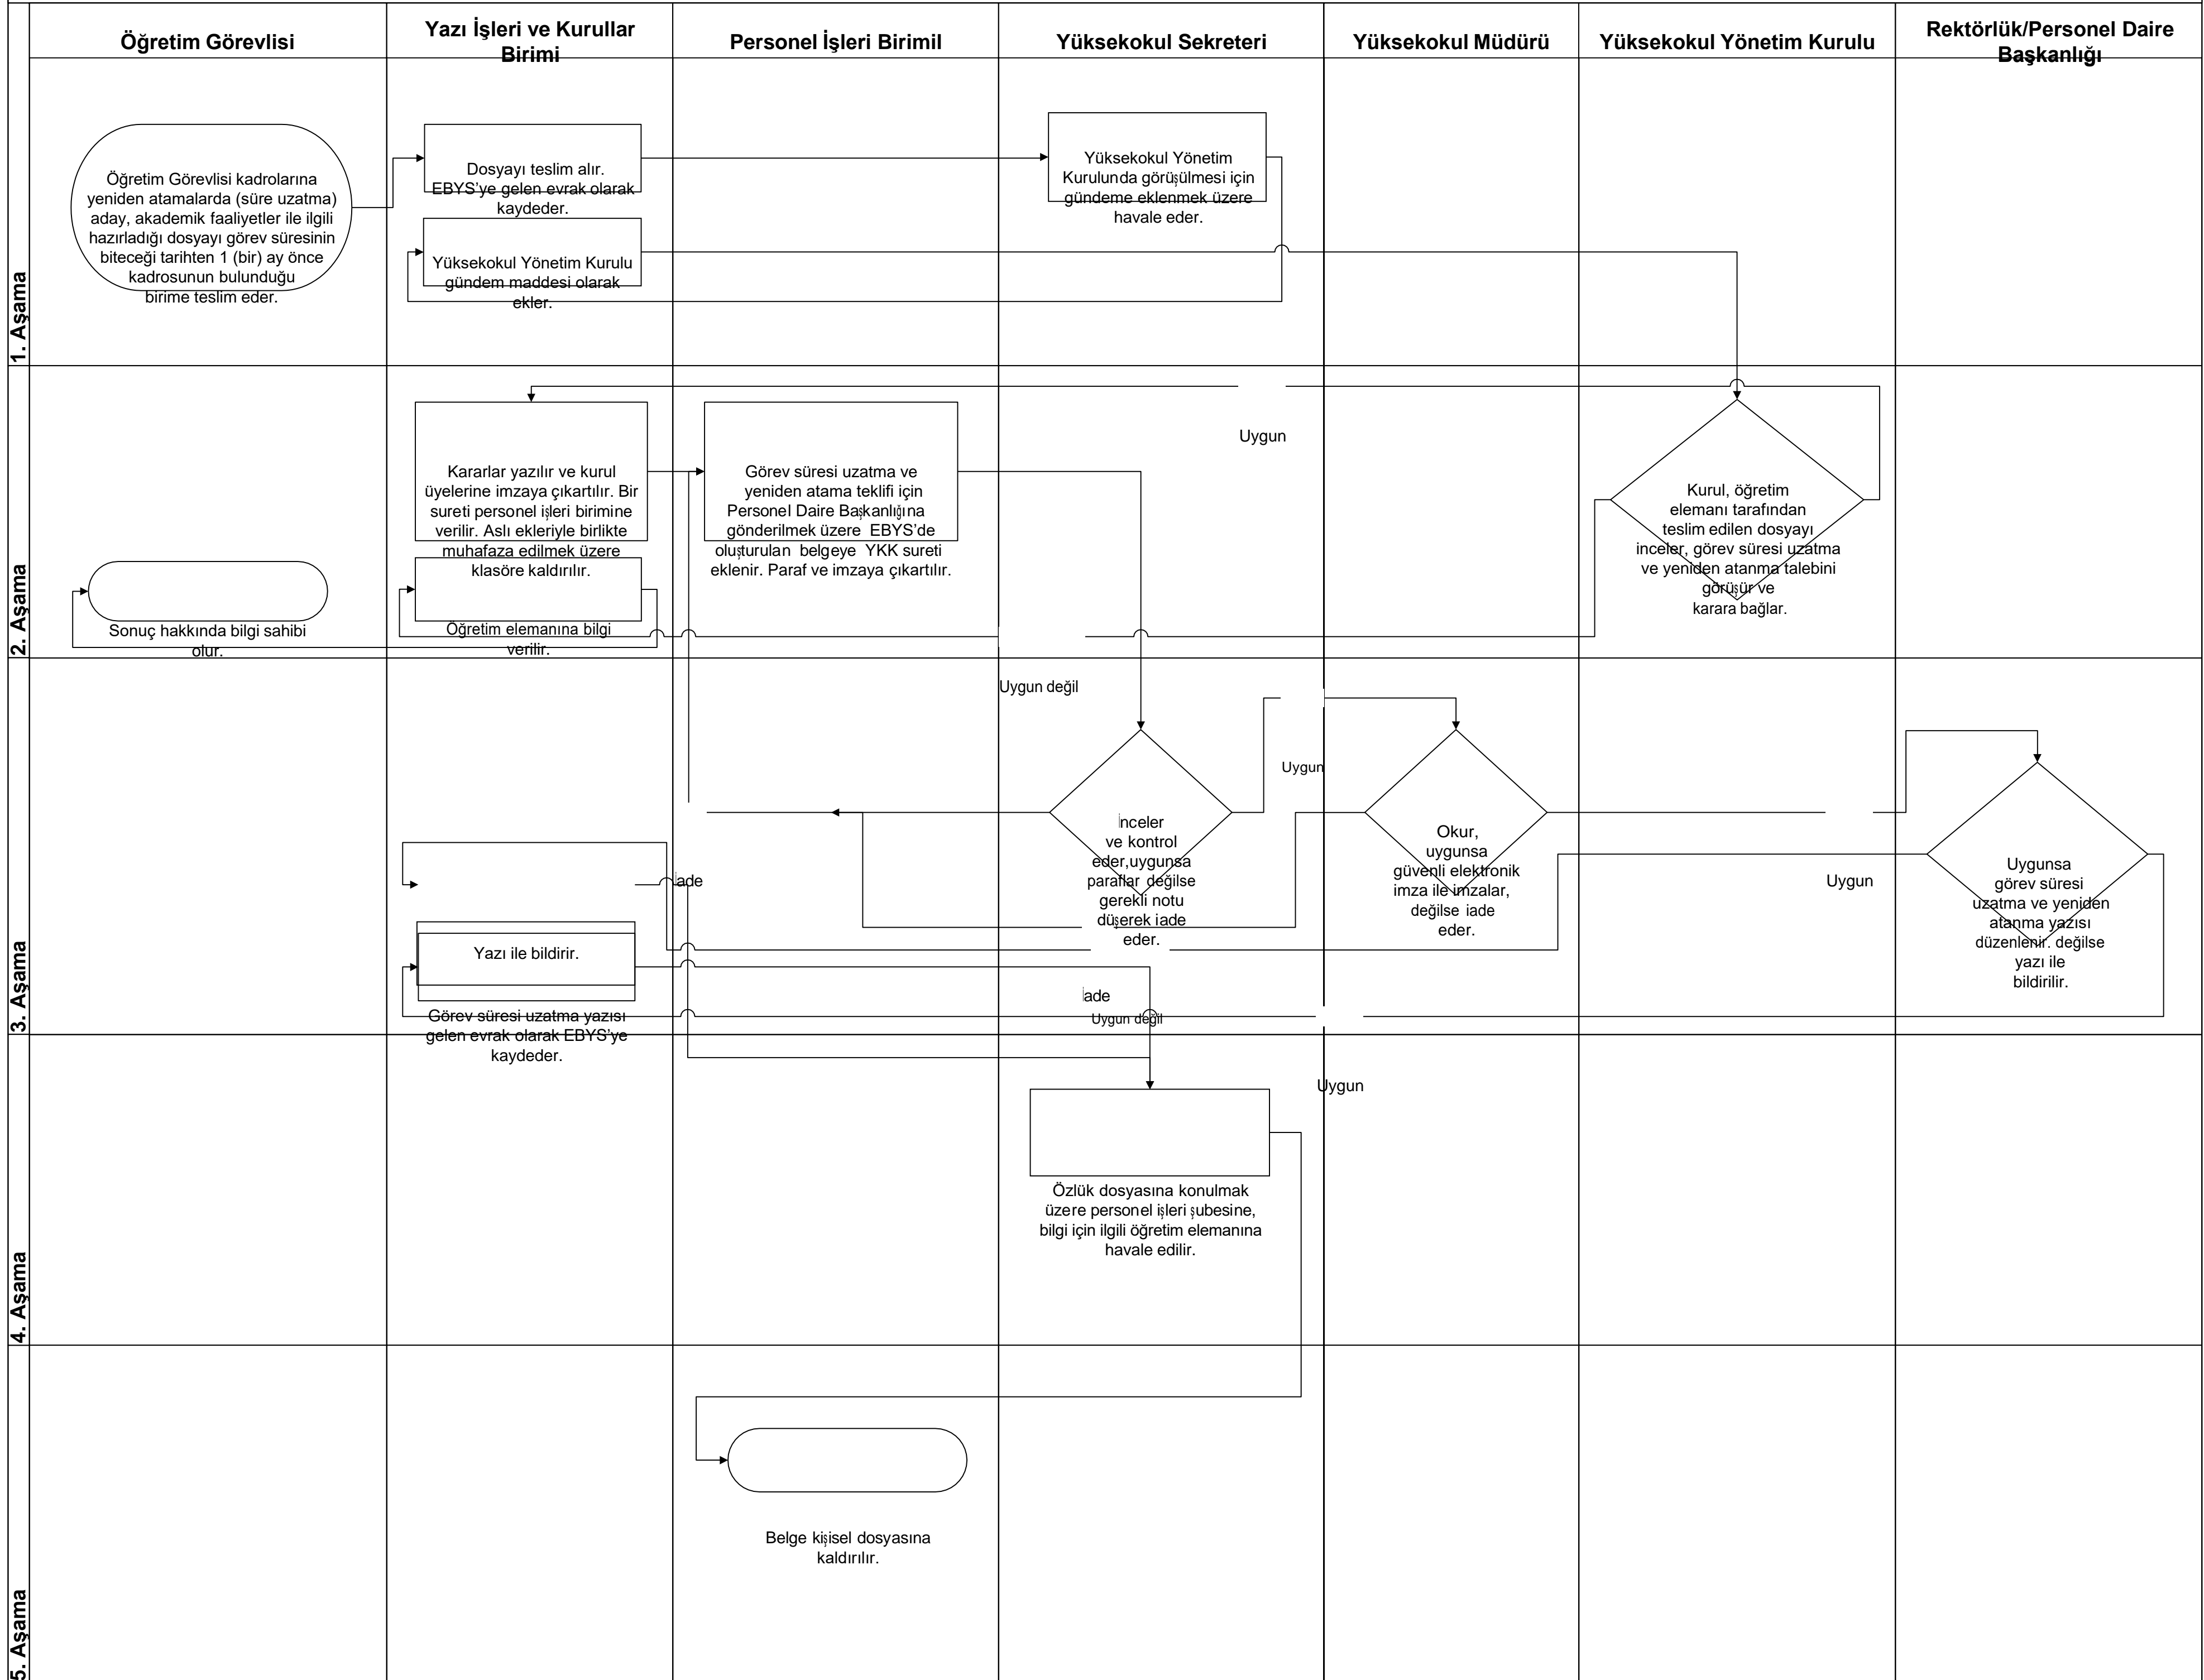 Öğretim Görevlisi
Yazı İşleri ve Kurullar
Birimi
Personel İşleri Birimil
Yüksekokul Sekreteri
Yüksekokul Müdürü
Yüksekokul Yönetim Kurulu
Rektörlük/Personel Daire
Başkanlığı
1. Aşama
Öğretim Görevlisi kadrolarına
yeniden atamalarda (süre uzatma)
aday, akademik faaliyetler ile ilgili
hazırladığı dosyayı görev süresinin
biteceği tarihten 1 (bir) ay önce
kadrosunun bulunduğu
birime teslim eder.
Dosyayı teslim alır.
EBYS’ye gelen evrak olarak
kaydeder.
Yüksekokul Yönetim Kurulu
gündem maddesi olarak
ekler.
Yüksekokul Yönetim
Kurulunda görüşülmesi için
gündeme eklenmek üzere
havale eder.
2. Aşama
Sonuç hakkında bilgi sahibi
olur.
Kararlar yazılır ve kurul
üyelerine imzaya çıkartılır. Bir
sureti personel işleri birimine
verilir. Aslı ekleriyle birlikte
muhafaza edilmek üzere
klasöre kaldırılır.
Öğretim elemanına bilgi
verilir.
Görev süresi uzatma ve
yeniden atama teklifi için
Personel Daire Başkanlığına
gönderilmek üzere EBYS’de
oluşturulan belgeye YKK sureti
eklenir. Paraf ve imzaya çıkartılır.
Uygun
Kurul, öğretim
elemanı tarafından
teslim edilen dosyayı
inceler, görev süresi uzatma
ve yeniden atanma talebini
görüşür ve
karara bağlar.
3. Aşama
Uygun değil
Uygun
İnceler
ve kontrol
eder,uygunsa
paraflar değilse
gerekli notu
düşerek iade
eder.
Okur,
uygunsa
güvenli elektronik
imza ile imzalar,
değilse iade
eder.
Uygun
Uygunsa
görev süresi
uzatma ve yeniden
atanma yazısı
düzenlenir. değilse
yazı ile
bildirilir.
İade
Yazı ile bildirir.
Görev süresi uzatma yazısı
gelen evrak olarak EBYS’ye
kaydeder.
İade
Uygun değil
4. Aşama
Uygun
Özlük dosyasına konulmak
üzere personel işleri şubesine,
bilgi için ilgili öğretim elemanına
havale edilir.
5. Aşama
Belge kişisel dosyasına
kaldırılır.